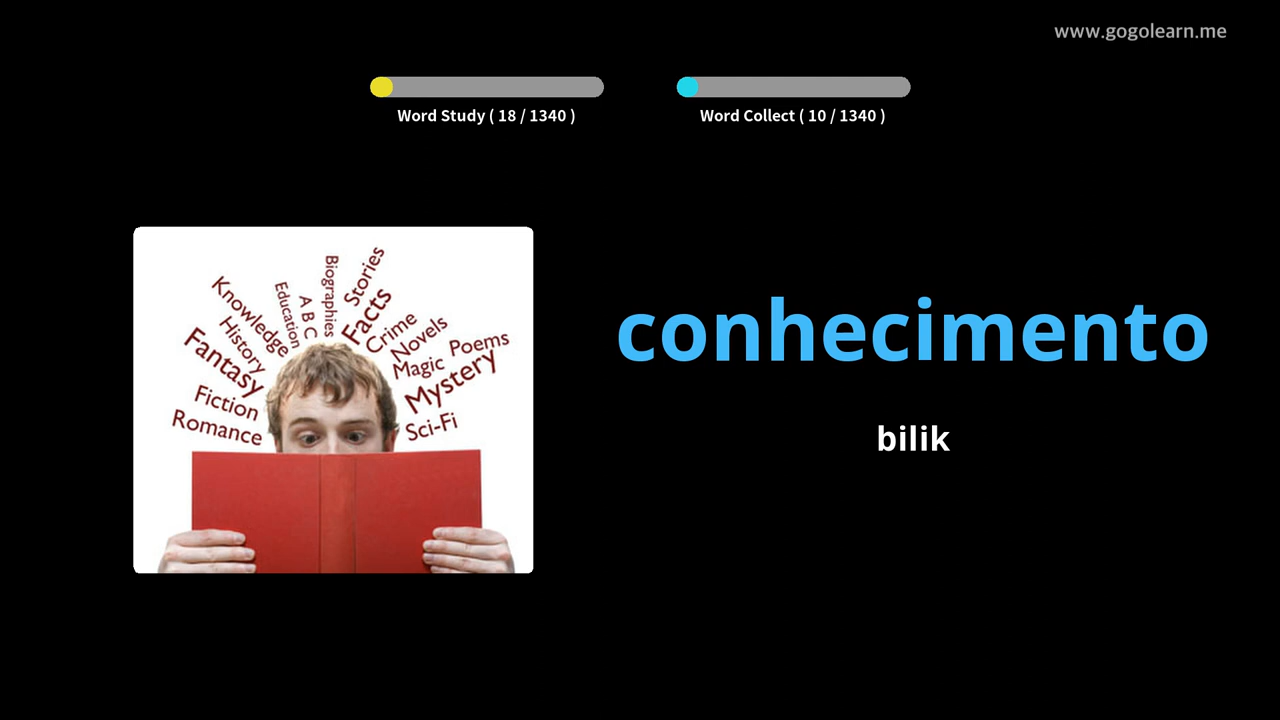 www.gogolearn.me
Word Study ( 18 / 1340 )
Word Collect ( 10 / 1340 )
Knowledge
Education
A B C
Biographies
Stories
Facts
Crime
Novels
Poems
Magic
Mystery
Sci-Fi
History
Fantasy
Fiction
Romance
conhecimento
bilik